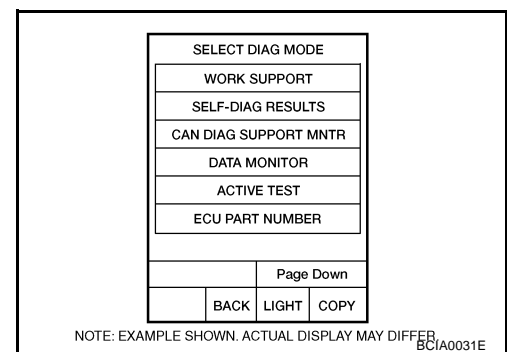 SELECT DIAG MODE
WORK SUPPORT
SELF-DIAG RESULTS
CAN DIAG SUPPORT MNTR
DATA MONITOR
ACTIVE TEST
ECU PART NUMBER
Page Down
BACK LIGHT COPY
NOTE: EXAMPLE SHOWN. ACTUAL DISPLAY MAY DIFFER
BCIA0031E